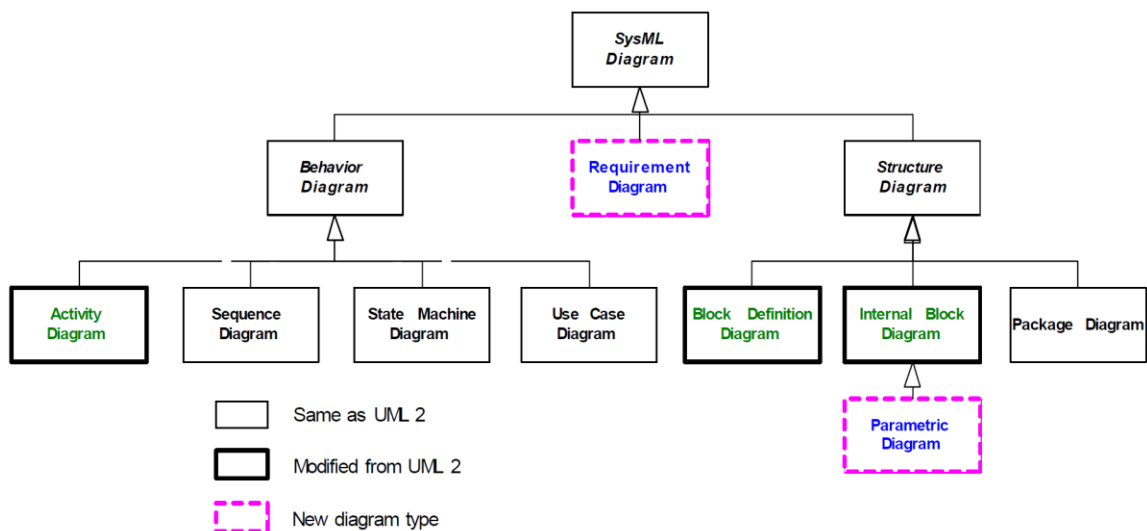 SysML
Diagram
Behavior
Diagram
Requirement
Diagram
Structure
Diagram
Activity
Diagram
Sequence
Diagram
State Machine
Diagram
Use Case
Diagram
Block Definition
Diagram
Internal Block
Diagram
Package Diagram
Parametric
Diagram
Same as UML 2
Modified from UML 2
New diagram type